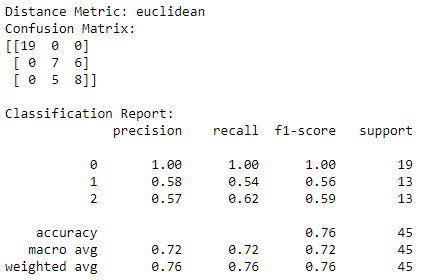 Distance Metric: euclidean
Confusion Matrix:
[[19  0  0]
 [ 0  7  6]
 [ 0  5  8]]

Classification Report:
              precision    recall  f1-score   support

           0       1.00      1.00      1.00        19
           1       0.58      0.54      0.56        13
           2       0.57      0.62      0.59        13

    accuracy                           0.76        45
   macro avg       0.72      0.72      0.72        45
weighted avg       0.76      0.76      0.76        45